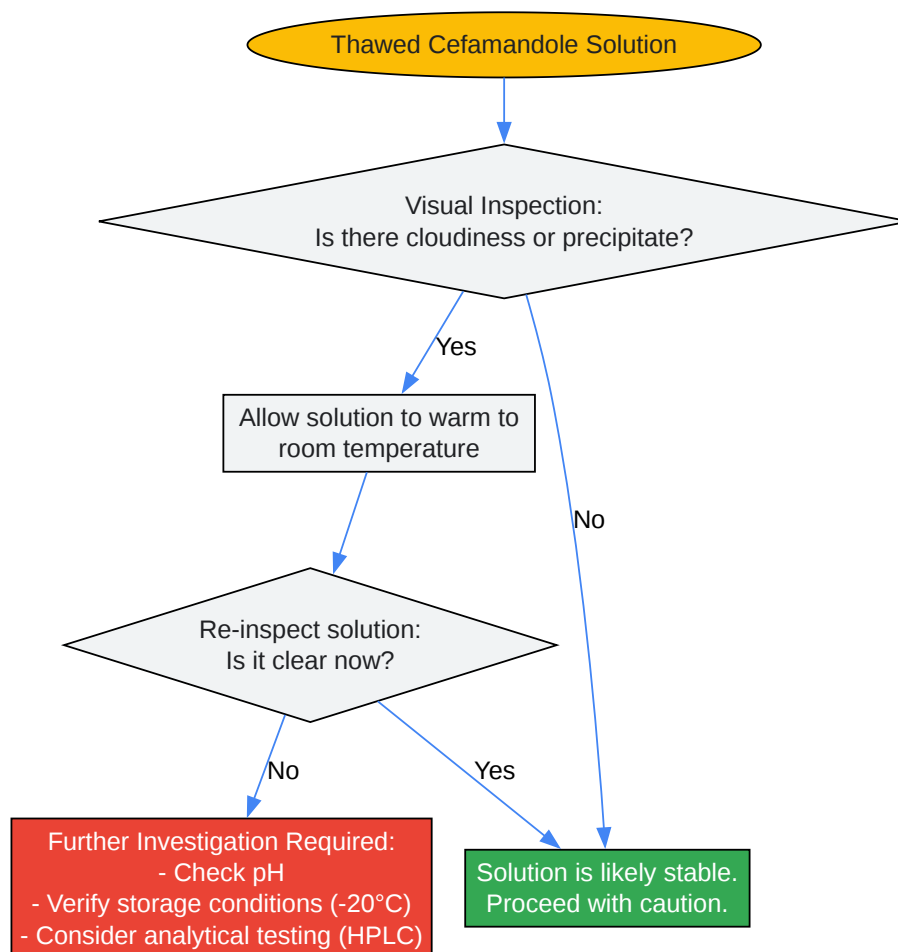 Thawed Cefamandole Solution
Visual Inspection:
Is there cloudiness or precipitate?
Yes
Allow solution to warm to
room temperature
No
Re-inspect solution:
Is it clear now?
No
Yes
Further Investigation Required:
- Check pH
- Verify storage conditions (-20°C)
- Consider analytical testing (HPLC)
Solution is likely stable.
Proceed with caution.